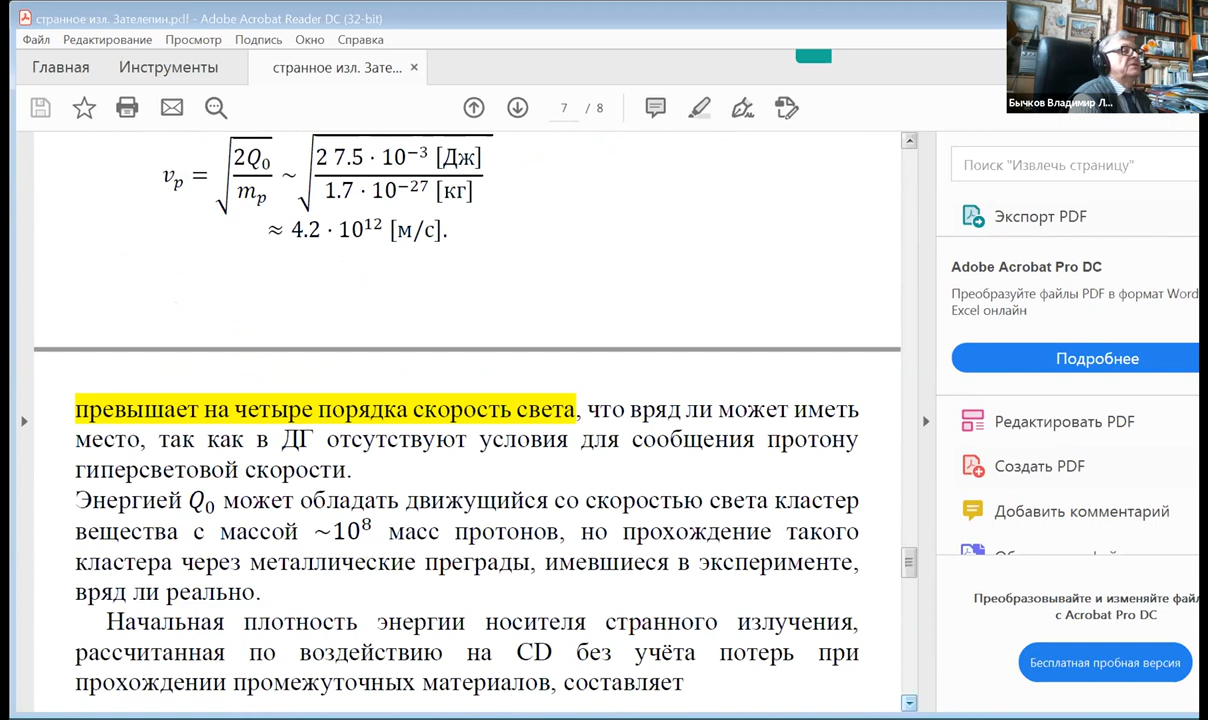 странное изл. Зателепин.pdf - Adobe Acrobat Reader DC (32-bit)
Файл Редактирование Просмотр Подпись Окно Справка
Главная Инструменты странное изл. Зате... ×
7 / 8
Бычков Владимир Л...
v_p = √(2Q₀/m_p) ~ √(2 7.5 · 10⁻³ [Дж]/1.7 · 10⁻²⁷ [кг])
≈ 4.2 · 10¹² [м/с].
превышает на четыре порядка скорость света, что вряд ли может иметь
место, так как в ДГ отсутствуют условия для сообщения протону
гиперсветовой скорости.
Энергией Q₀ может обладать движущийся со скоростью света кластер
вещества с массой ~10⁸ масс протонов, но прохождение такого
кластера через металлические преграды, имевшиеся в эксперименте,
вряд ли реально.
Начальная плотность энергии носителя странного излучения,
рассчитанная по воздействию на CD без учёта потерь при
прохождении промежуточных материалов, составляет
Поиск "Извлечь страницу"
Экспорт PDF
Adobe Acrobat Pro DC
Преобразуйте файлы PDF в формат Word
Excel онлайн
Подробнее
Редактировать PDF
Создать PDF
Добавить комментарий
Преобразовывайте и изменяйте фай
с Acrobat Pro DC
Бесплатная пробная версия